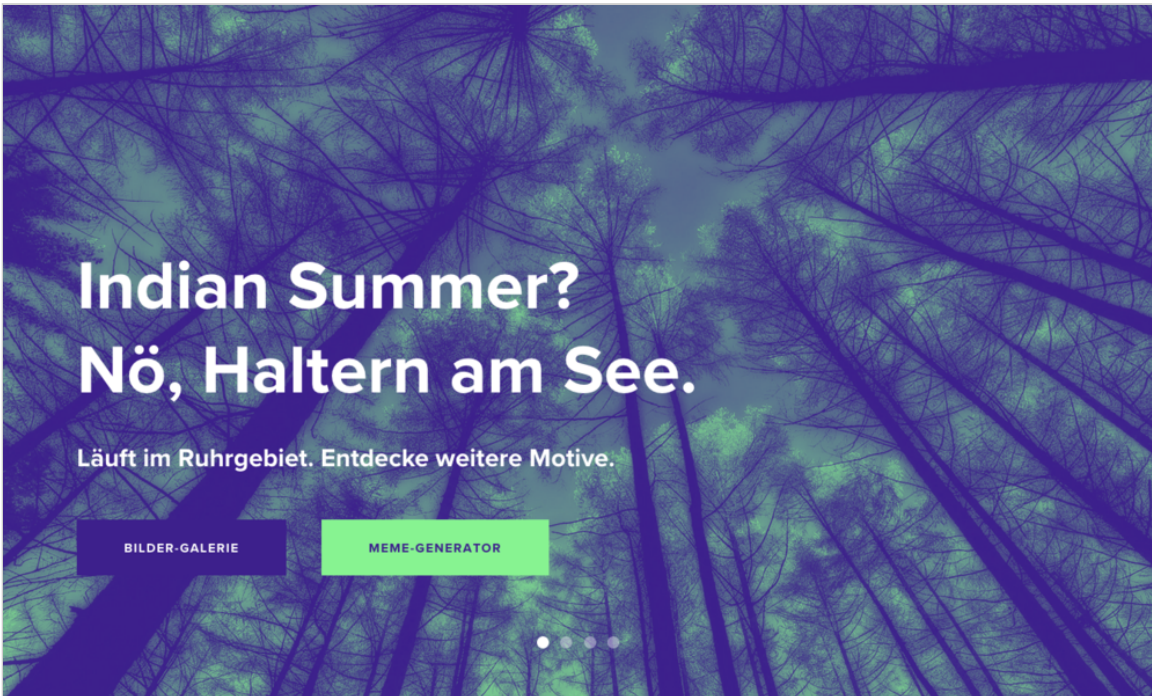 Indian Summer?
Nö, Haltern am See.
Läuft im Ruhrgebiet. Entdecke weitere Motive.
BILDER-GALERIE
MEME-GENERATOR